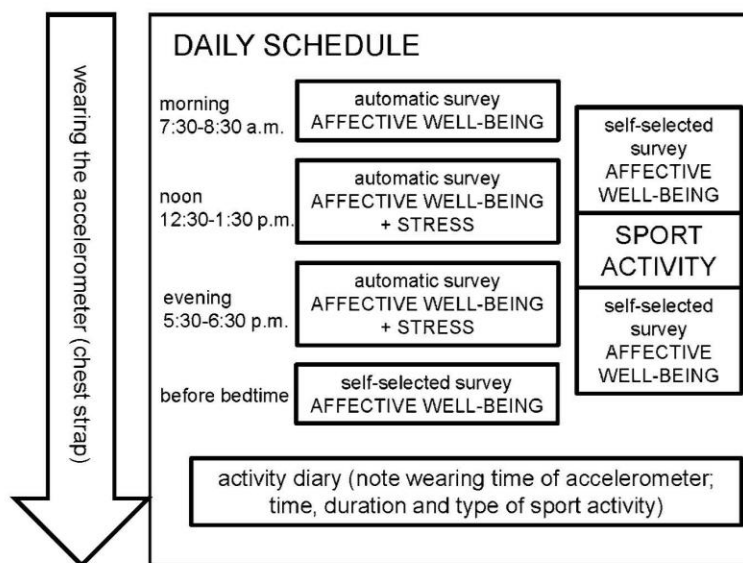 wearing the accelerometer (chest strap)
DAILY SCHEDULE
morning
7:30-8:30 a.m.
automatic survey
AFFECTIVE WELL-BEING
noon
12:30-1:30 p.m.
automatic survey
AFFECTIVE WELL-BEING
+ STRESS
evening
5:30-6:30 p.m.
automatic survey
AFFECTIVE WELL-BEING
+ STRESS
before bedtime
self-selected survey
AFFECTIVE WELL-BEING
self-selected
survey
AFFECTIVE
WELL-BEING
SPORT
ACTIVITY
self-selected
survey
AFFECTIVE
WELL-BEING
activity diary (note wearing time of accelerometer;
time, duration and type of sport activity)